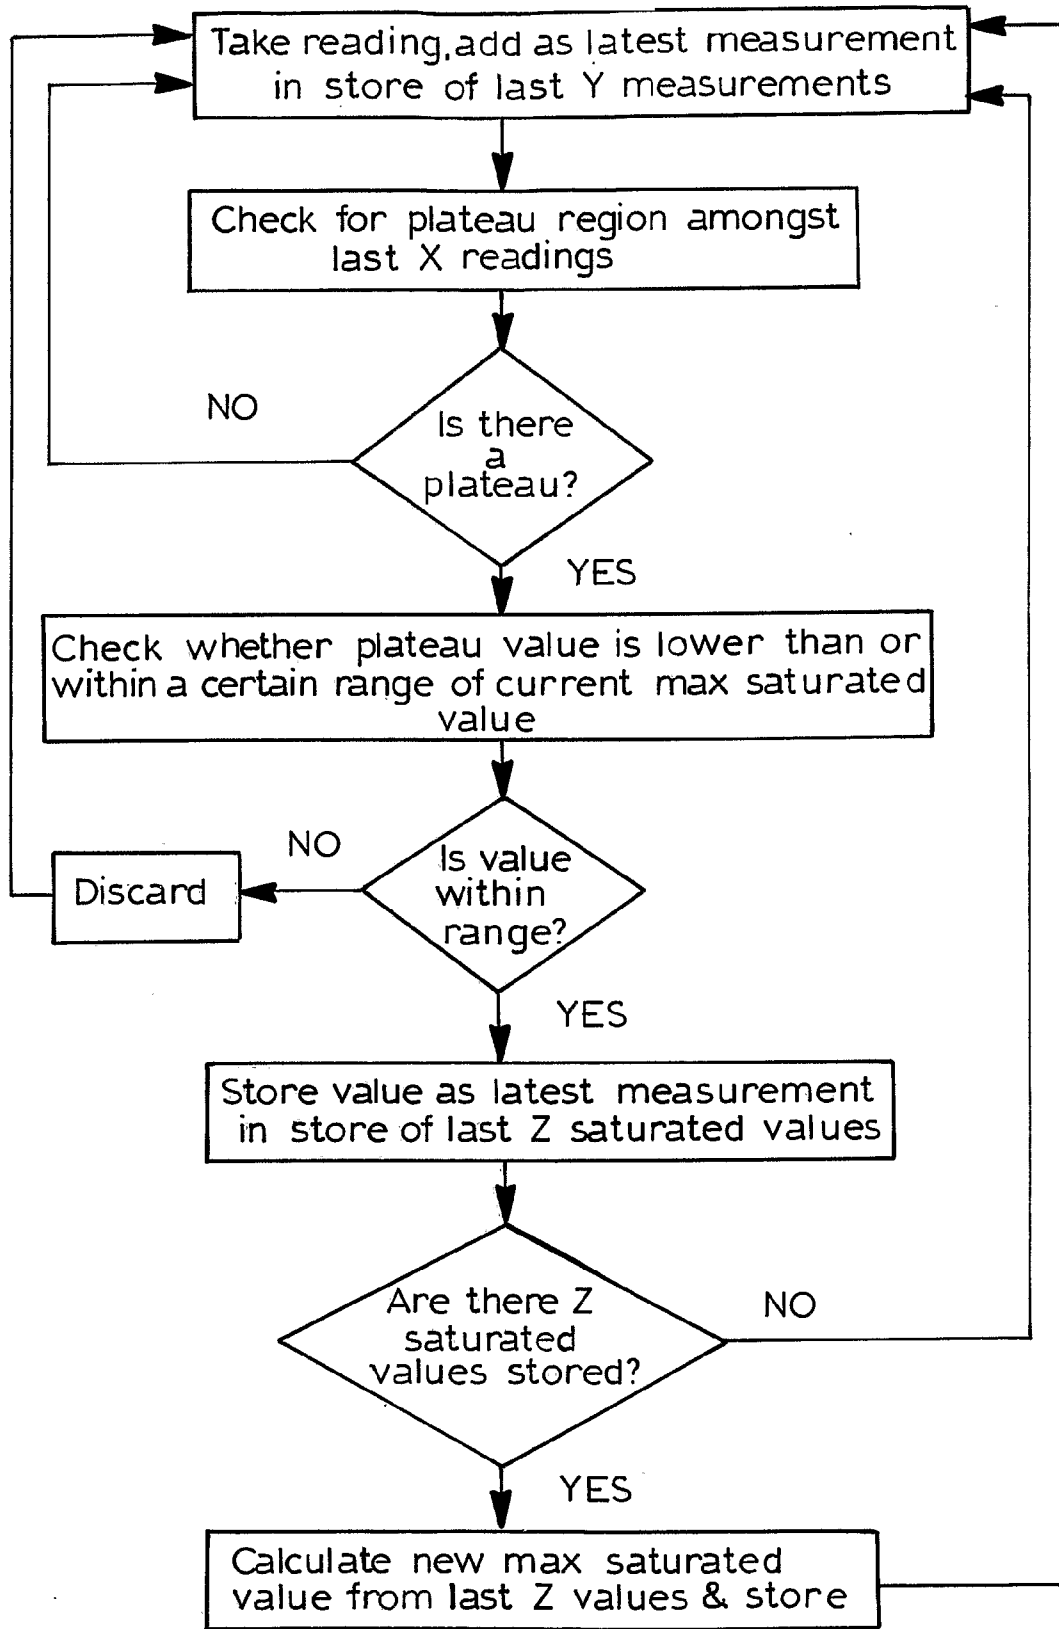 Take reading, add as latest measurement
in store of last Y measurements
Check for plateau region amongst
last X readings
NO
Is there
a
plateau?
YES
Check whether plateau value is lower than or
within a certain range of current max saturated
value
NO
Is value
within
range?
Discard
YES
Store value as latest measurement
in store of last Z saturated values
Are there Z
saturated
values stored?
NO
YES
Calculate new max saturated
value from last Z values & store